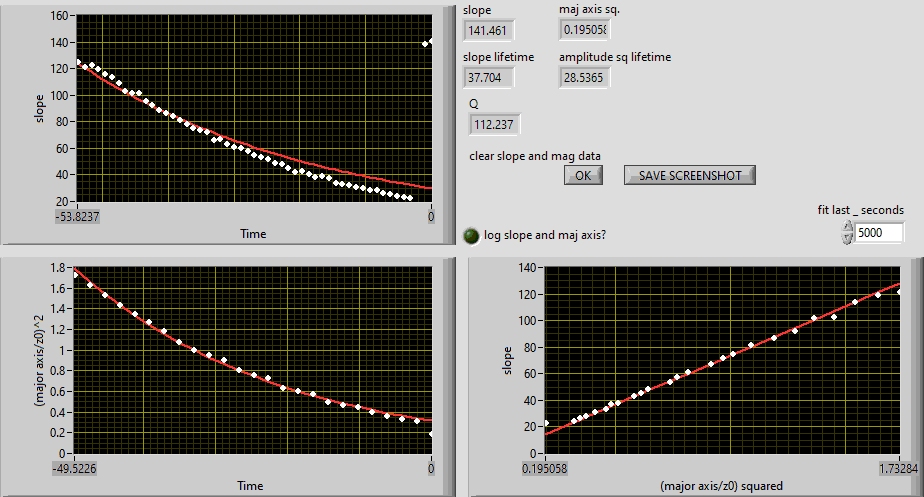 slope
maj axis sq.
141.461
0.195058
slope lifetime
amplitude sq lifetime
37.704
28.5365
Q
112.237
clear slope and mag data
OK
SAVE SCREENSHOT
fit last _ seconds
log slope and maj axis?
5000
160
140
120
100
80
60
40
20
slope
-53.8237
0
Time
1.8
1.6
1.4
1.2
1
0.8
0.6
0.4
0.2
0
(major axis/z0)^2
-49.5226
0
Time
140
120
100
80
60
40
20
0
slope
0.195058
1.73284
(major axis/z0) squared